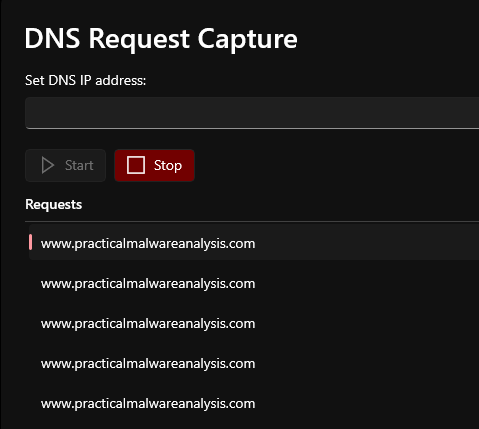 DNS Request Capture
Set DNS IP address:
Start
Stop
Requests
www.practicalmalwareanalysis.com
www.practicalmalwareanalysis.com
www.practicalmalwareanalysis.com
www.practicalmalwareanalysis.com
www.practicalmalwareanalysis.com